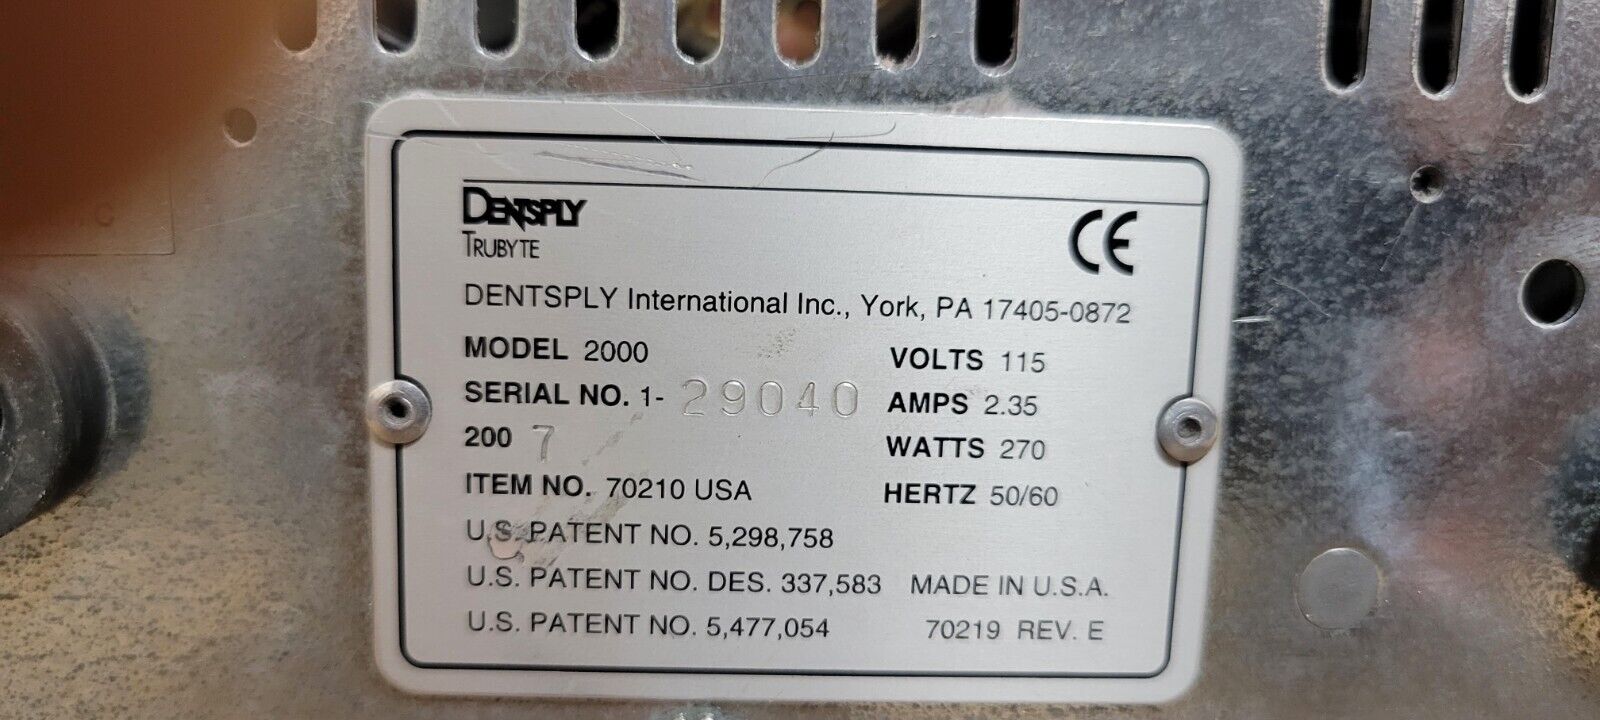 DENTSPLY
TRUBYTE
CE
DENTSPLY International Inc., York, PA 17405-0872
MODEL 2000 VOLTS 115
SERIAL NO. 1- 29040 AMPS 2.35
200 7 WATTS 270
ITEM NO. 70210 USA HERTZ 50/60
U.S. PATENT NO. 5,298,758
U.S. PATENT NO. DES. 337,583 MADE IN U.S.A.
U.S. PATENT NO. 5,477,054 70219 REV. E